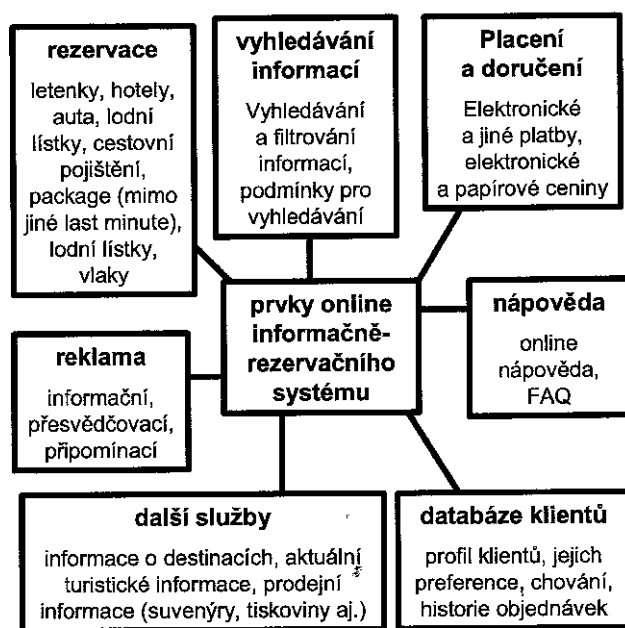 rezervace
letenky, hotely,
auta, lodní
lístky, cestovní
pojištění,
package (mimo
jiné last minute),
lodní lístky,
vlaky
vyhledávání
informací
Vyhledávání
a filtrování
informací,
podmínky pro
vyhledávání
Placení
a doručení
Elektronické
a jiné platby,
elektronické
a papírové ceniny
prvky online
informačně-
rezervačního
systému
nápověda
online
nápověda,
FAQ
reklama
informační,
přesvědčovací,
připomínací
další služby
informace o destinacích, aktuální
turistické informace, prodejní
informace (suvenýry, tiskoviny aj.)
databáze klientů
profil klientů, jejich
preference, chování,
historie objednávek